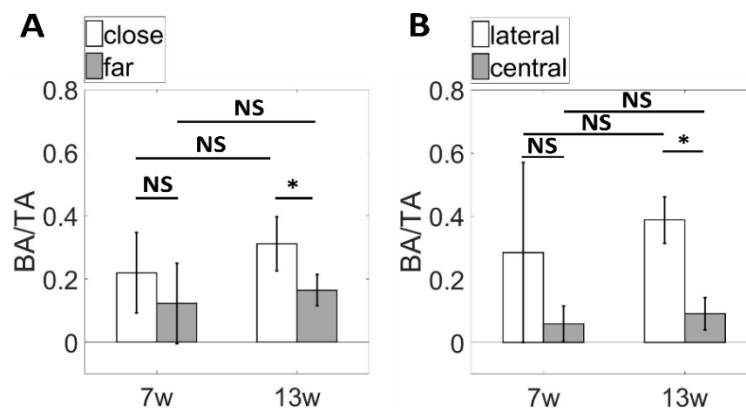 A
close
far
0.8
0.6
0.4
0.2
0
BA/TA
NS
NS
NS
*
7w
13w
B
lateral
central
0.8
0.6
0.4
0.2
0
BA/TA
NS
NS
NS
*
7w
13w